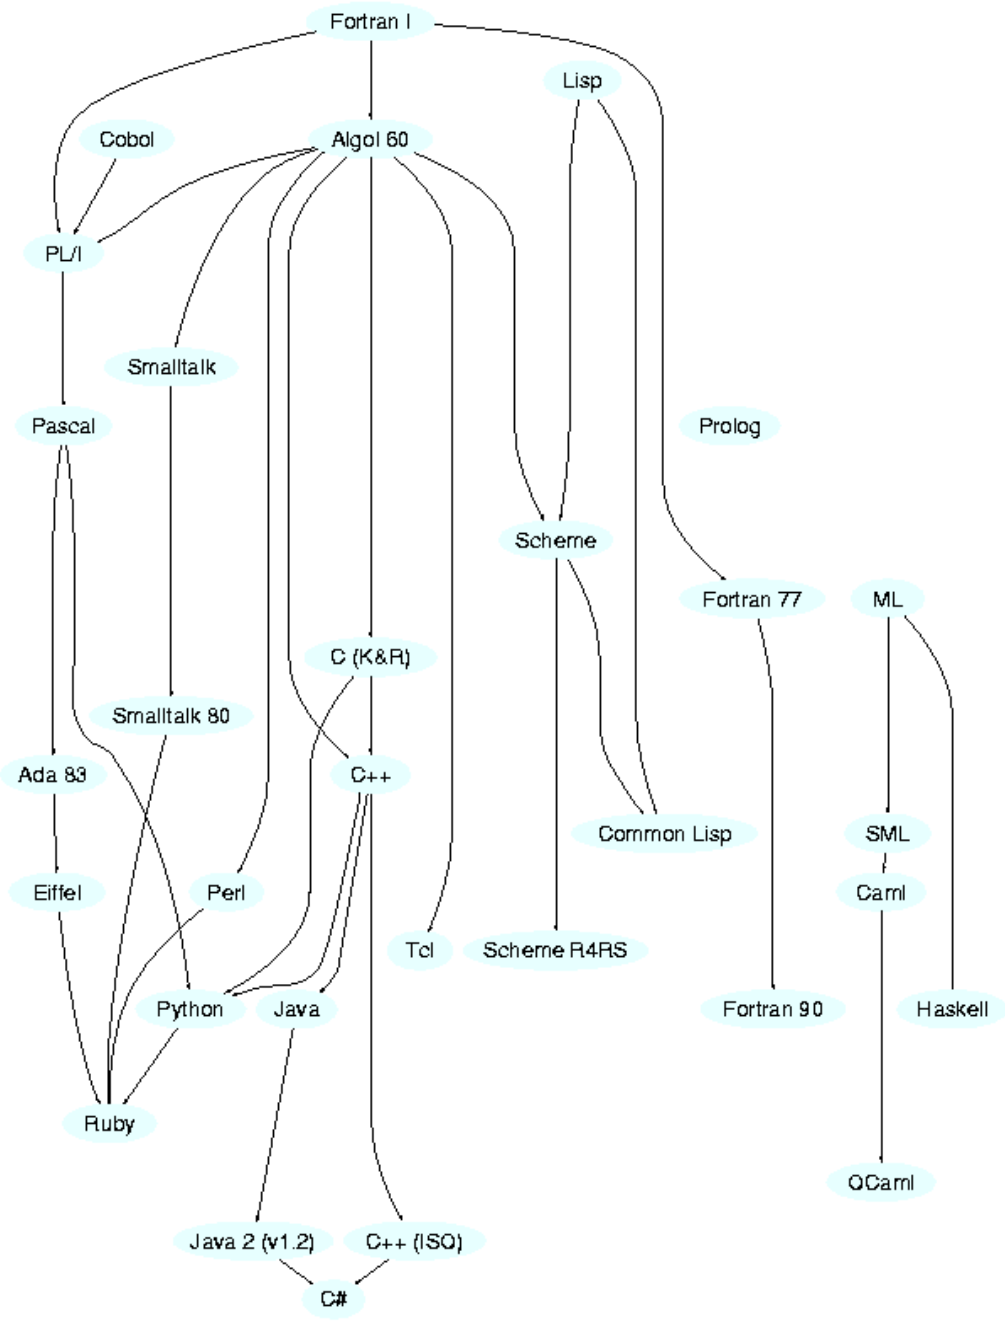 Fortran I
Lisp
Cobol
Algol 60
PL/I
Smalltalk
Pascal
Prolog
Scheme
Fortran 77
ML
C (K&R)
Smalltalk 80
Ada 83
C++
Common Lisp
SML
Eiffel
Perl
Caml
Tcl
Scheme R4RS
Python
Java
Fortran 90
Haskell
Ruby
OCaml
Java 2 (v1.2)
C++ (ISO)
C#